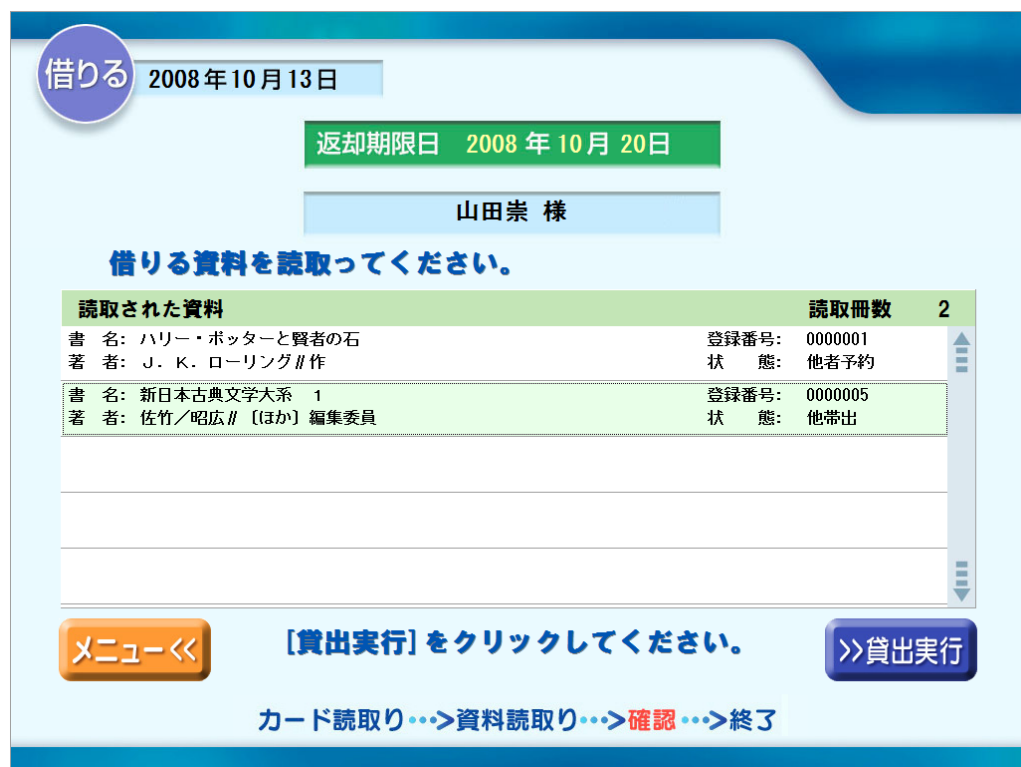 借りる
2008年10月13日
返却期限日 2008 年 10月 20日
山田崇 様
借りる資料を読取ってください。
読取された資料 読取冊数 2
書 名: ハリー・ポッターと賢者の石 登録番号: 0000001
著 者: J. K. ローリング∥作 状 態: 他者予約
書 名: 新日本古典文学大系 1 登録番号: 0000005
著 者: 佐竹/昭広∥〔ほか〕編集委員 状 態: 他帯出
メニュー<< [貸出実行]をクリックしてください。 >>貸出実行
カード読取り・・・>資料読取り・・・>確認・・・>終了